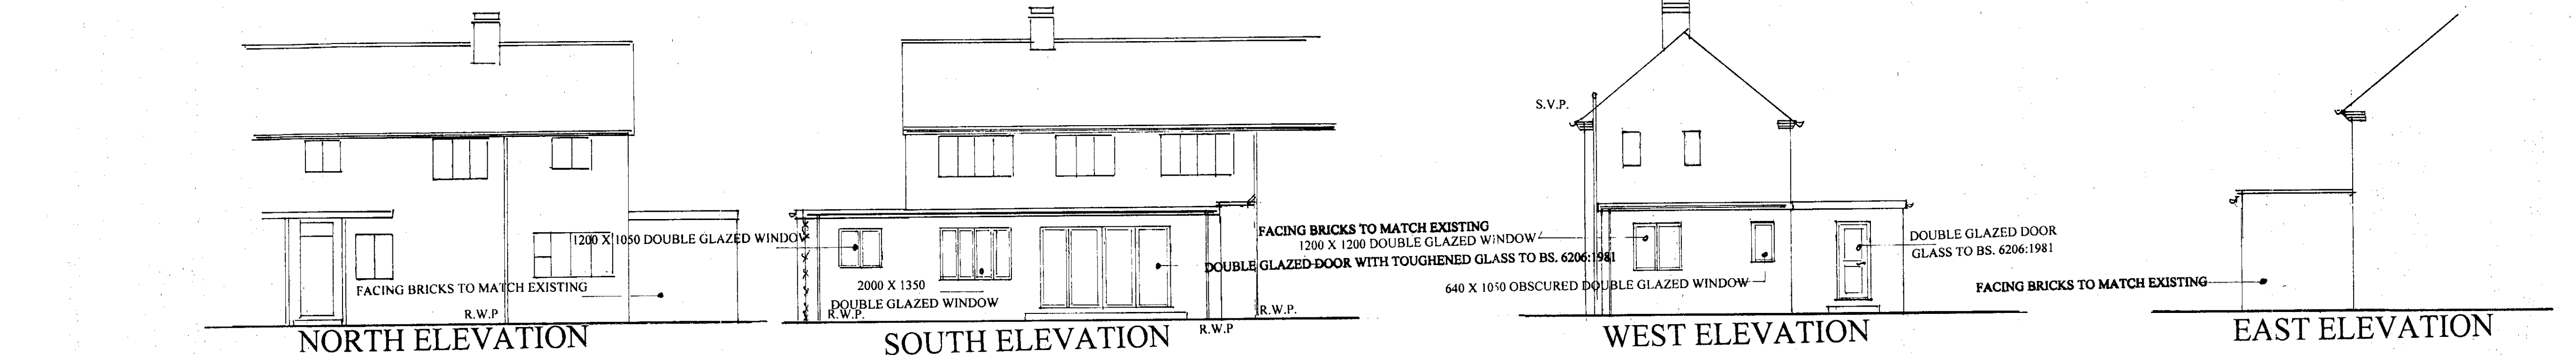 1200 X 1050 DOUBLE GLAZED WINDOW
FACING BRICKS TO MATCH EXISTING
R.W.P
NORTH ELEVATION
2000 X 1350
DOUBLE GLAZED WINDOW
R.W.P.
FACING BRICKS TO MATCH EXISTING
DOUBLE GLAZED DOOR WITH TOUGHENED GLASS TO BS. 6206:1981
R.W.P.
R.W.P
SOUTH ELEVATION
S.V.P.
1200 X 1200 DOUBLE GLAZED WINDOW
640 X 1050 OBSCURED DOUBLE GLAZED WINDOW
DOUBLE GLAZED DOOR
GLASS TO BS. 6206:1981
WEST ELEVATION
FACING BRICKS TO MATCH EXISTING
EAST ELEVATION